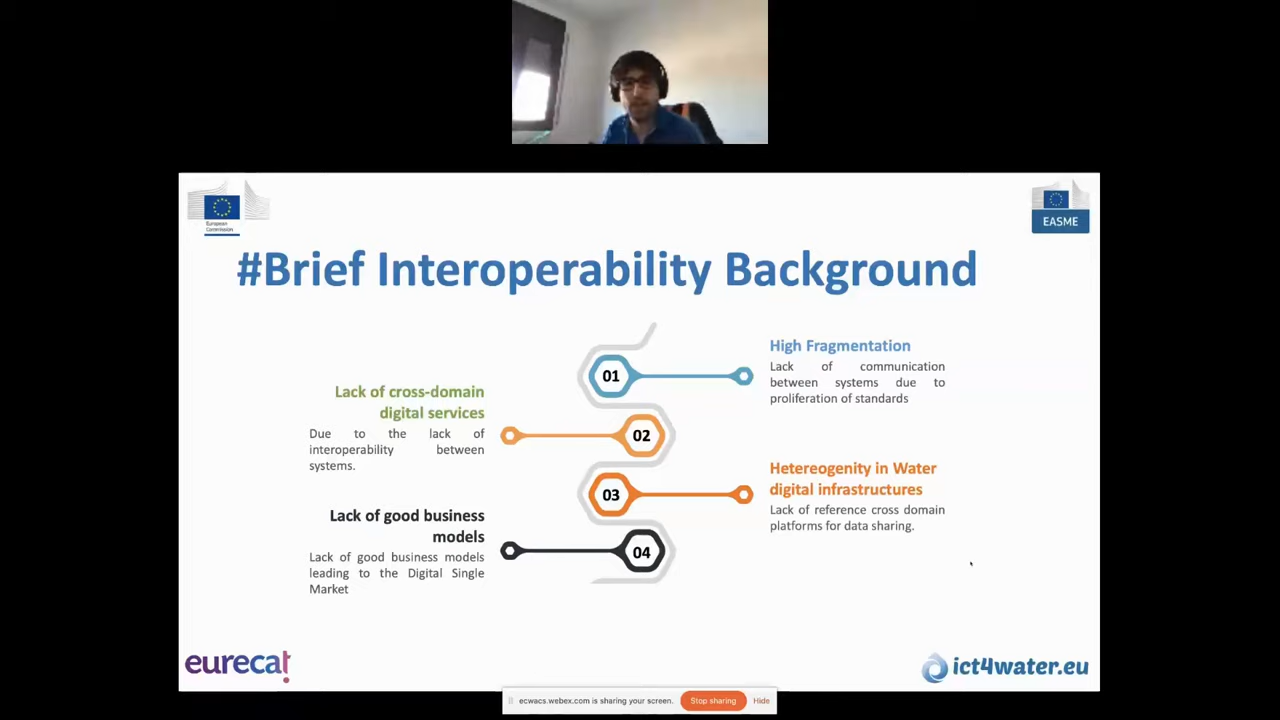 European
Commission
EASME
#Brief Interoperability Background
01
High Fragmentation
Lack of communication
between systems due to
proliferation of standards
Lack of cross-domain
digital services
Due to the lack of
interoperability between
systems.
02
03
Hetereogenity in Water
digital infrastructures
Lack of reference cross domain
platforms for data sharing.
Lack of good business
models
Lack of good business models
leading to the Digital Single
Market
04
eurecat
ict4water.eu
ecwacs.webex.com is sharing your screen.
Stop sharing
Hide